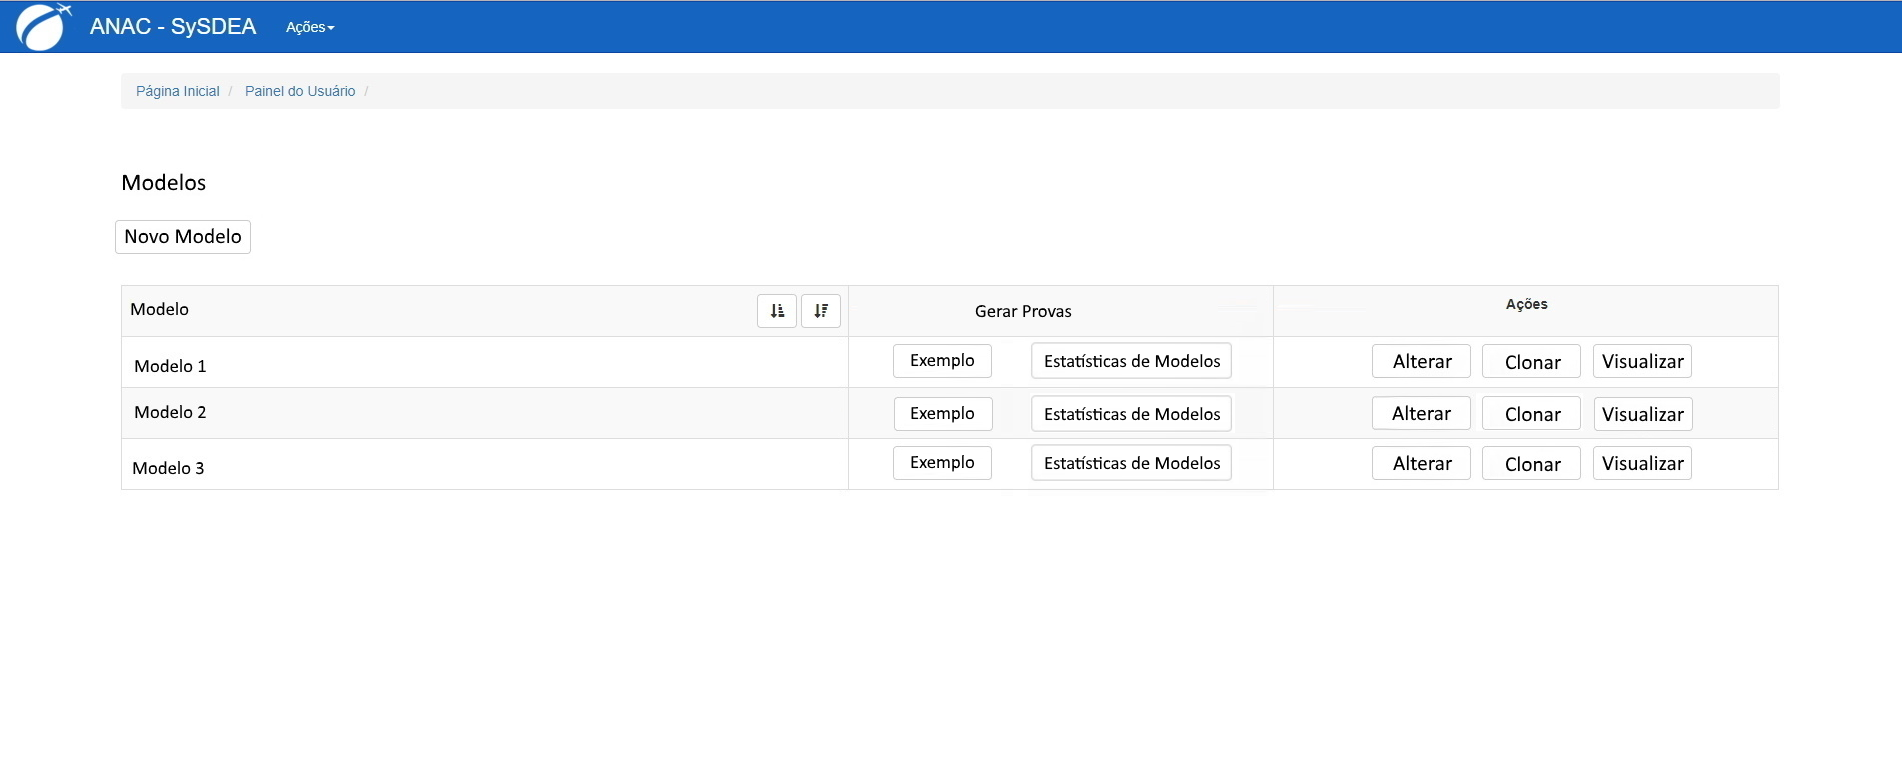 ANAC - SySDEA Ações
Página Inicial / Painel do Usuário /
Modelos
Novo Modelo
Modelo Gerar Provas Ações
Modelo 1 Exemplo Estatísticas de Modelos Alterar Clonar Visualizar
Modelo 2 Exemplo Estatísticas de Modelos Alterar Clonar Visualizar
Modelo 3 Exemplo Estatísticas de Modelos Alterar Clonar Visualizar